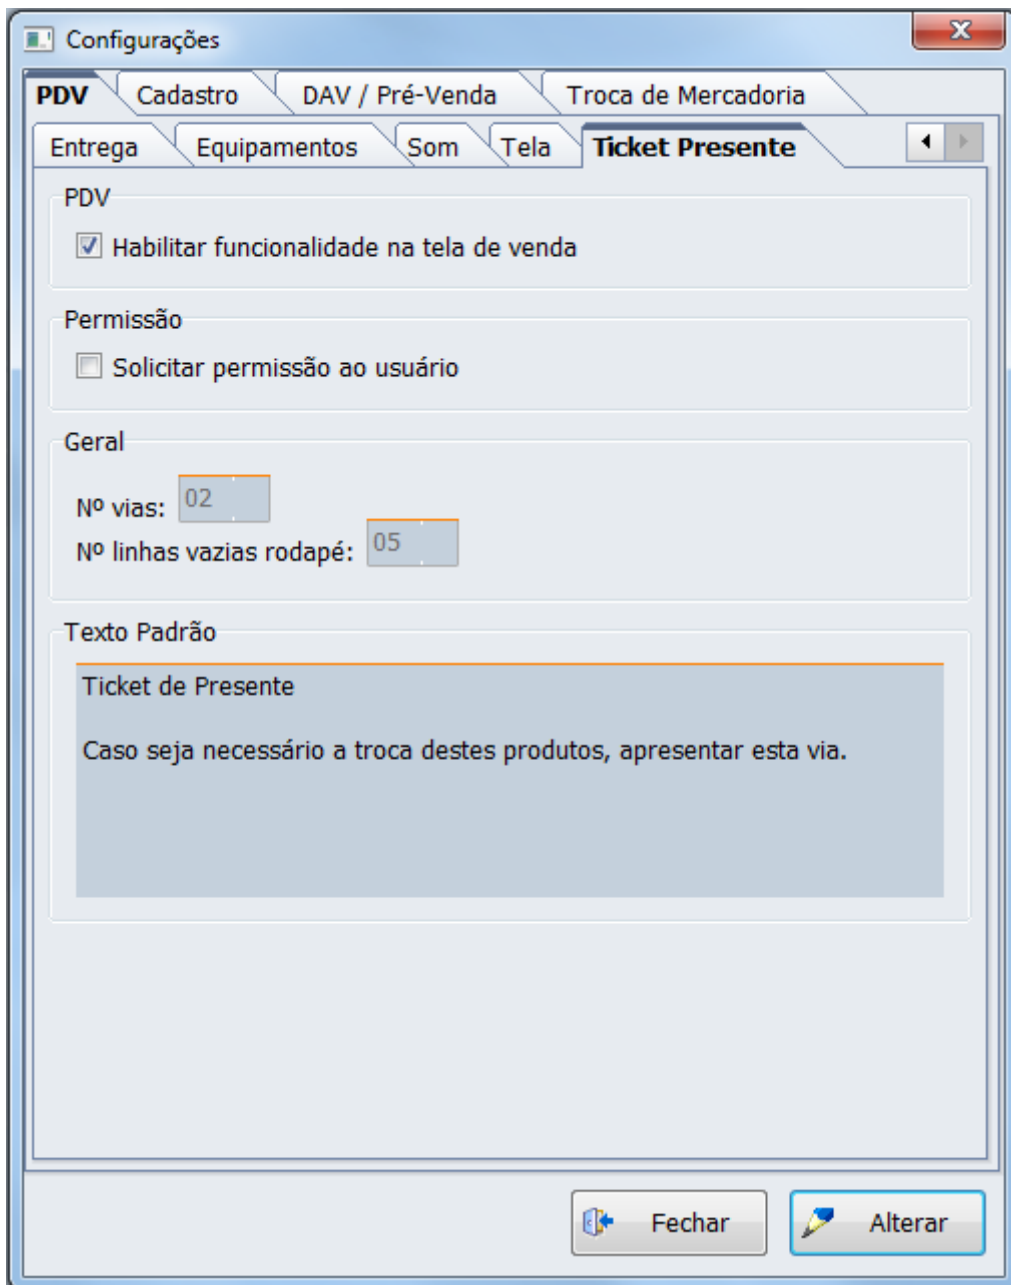 Configurações
PDV Cadastro DAV / Pré-Venda Troca de Mercadoria
Entrega Equipamentos Som Tela Ticket Presente
PDV
Habilitar funcionalidade na tela de venda
Permissão
Solicitar permissão ao usuário
Geral
Nº vias: 02
Nº linhas vazias rodapé: 05
Texto Padrão
Ticket de Presente
Caso seja necessário a troca destes produtos, apresentar esta via.
Fechar Alterar